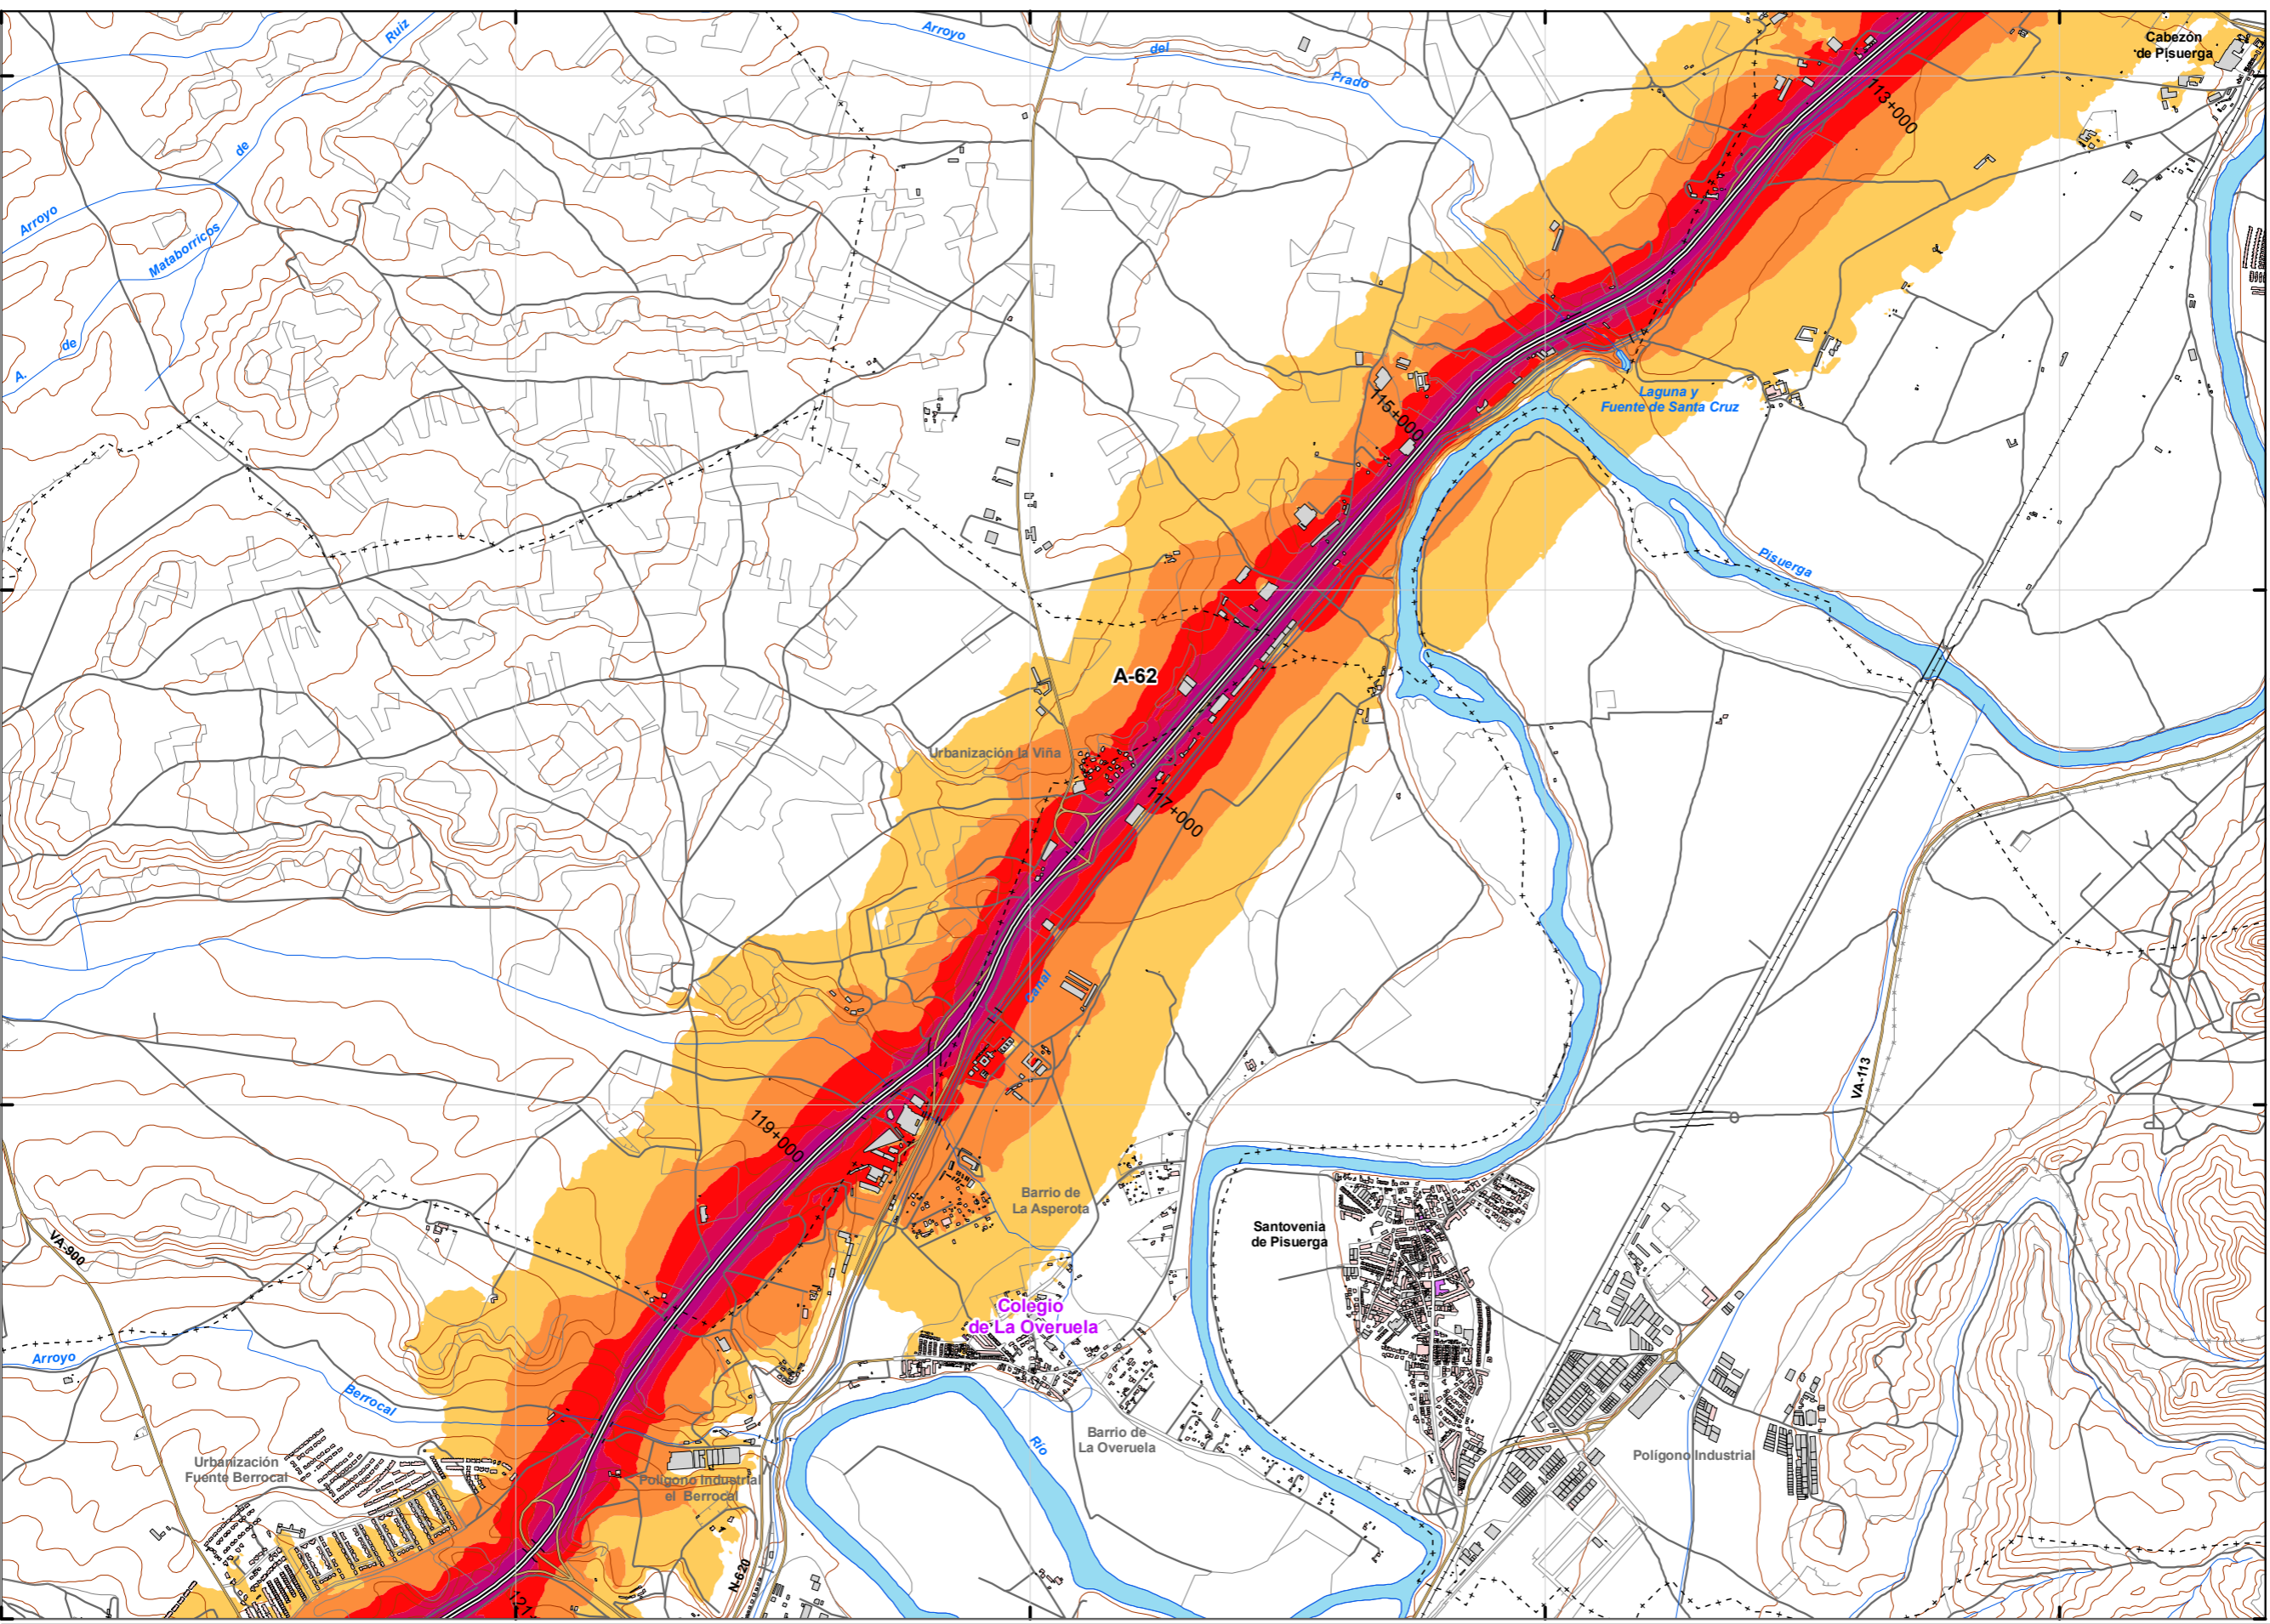 Ruiz
de
Arroyo
del
Prado
Cabezón
de Pisuerga
113+000
Arroyo
Mataborricos
de
A.
115+000
Laguna y
Fuente de Santa Cruz
Pisuerga
A-62
Urbanización la Viña
117+000
Canal
VA-113
119+000
Barrio de
La Asperota
Santovenia
de Pisuerga
VA-900
Colegio
de La Overuela
Arroyo
Berrocal
Río
Barrio de
La Overuela
Polígono Industrial
Urbanización
Fuente Berrocal
Polígono Industrial
el Berrocal
N-620